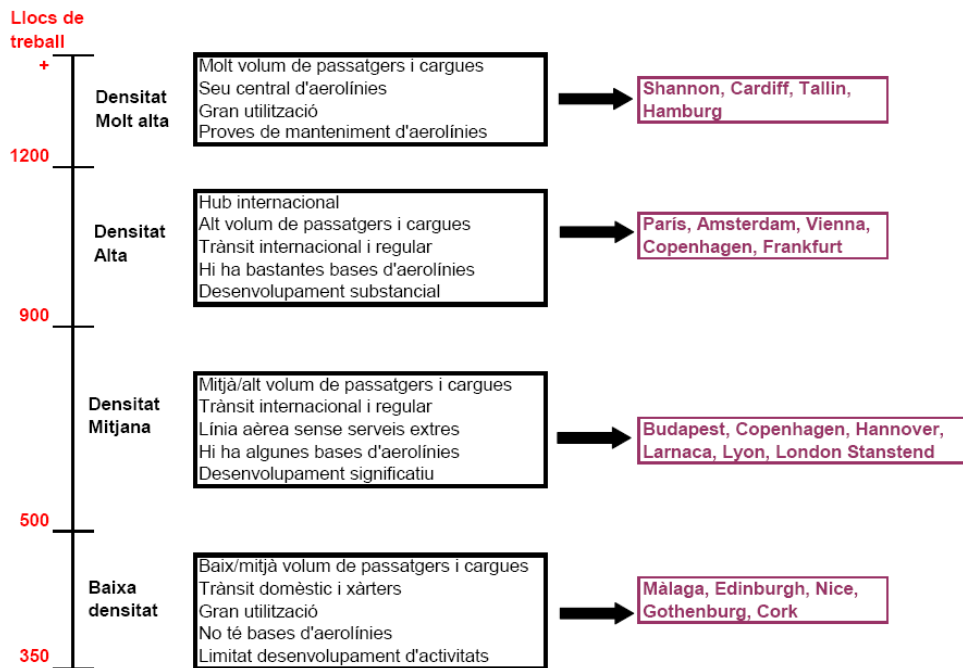 Llocs de
treball
+
Densitat
Molt alta
Molt volum de passatgers i cargues
Seu central d'aerolínies
Gran utilització
Proves de manteniment d'aerolínies
Shannon, Cardiff, Tallin,
Hamburg
1200
Densitat
Alta
Hub internacional
Alt volum de passatgers i cargues
Trànsit internacional i regular
Hi ha bastantes bases d'aerolínies
Desenvolupament substancial
París, Amsterdam, Vienna,
Copenhagen, Frankfurt
900
Densitat
Mitjana
Mitjà/alt volum de passatgers i cargues
Trànsit internacional i regular
Línia aèrea sense serveis extres
Hi ha algunes bases d'aerolínies
Desenvolupament significatiu
Budapest, Copenhagen, Hannover,
Larnaca, Lyon, London Stanstend
500
Baixa
densitat
Baix/mitjà volum de passatgers i cargues
Trànsit domèstic i xàrters
Gran utilització
No té bases d'aerolínies
Limitat desenvolupament d'activitats
Màlaga, Edinburgh, Nice,
Gothenburg, Cork
350